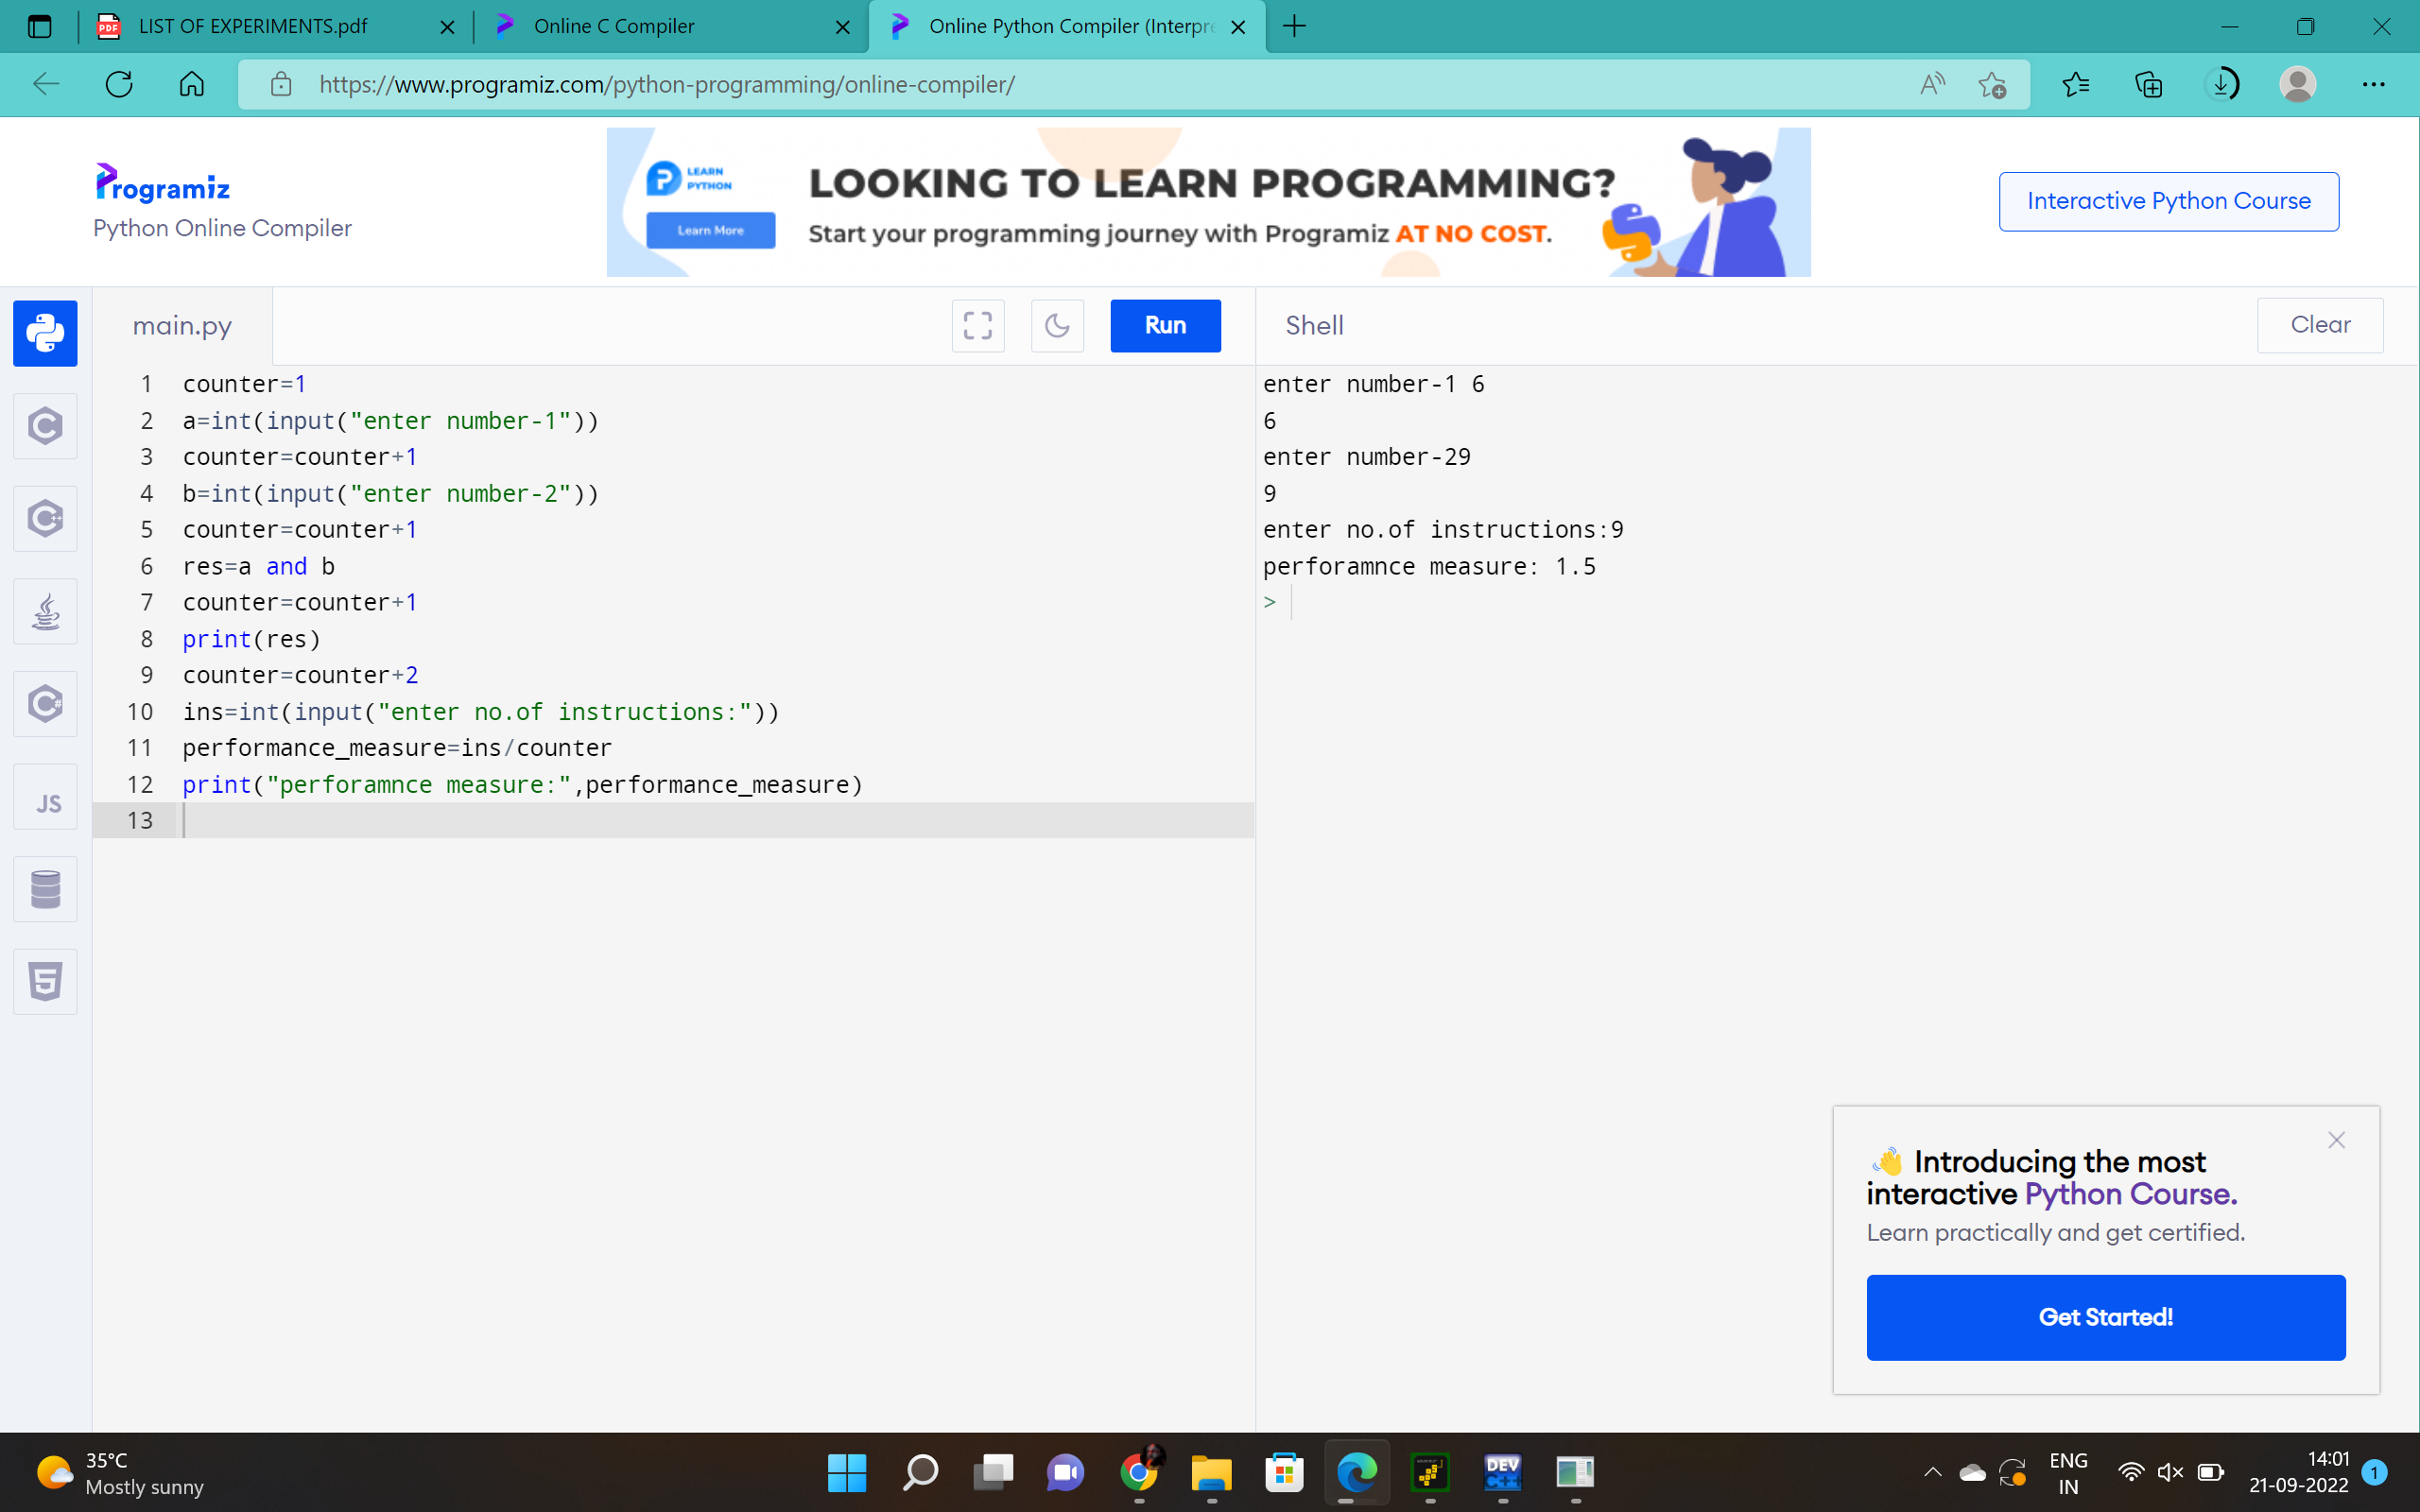 LIST OF EXPERIMENTS.pdf
Online C Compiler
Online Python Compiler (Interpre
https://www.programiz.com/python-programming/online-compiler/
Programiz
Python Online Compiler
LEARN
PYTHON
Learn More
LOOKING TO LEARN PROGRAMMING?
Start your programming journey with Programiz AT NO COST.
Interactive Python Course
main.py
Run
Shell
Clear
1 counter=1
2 a=int(input("enter number-1"))
3 counter=counter+1
4 b=int(input("enter number-2"))
5 counter=counter+1
6 res=a and b
7 counter=counter+1
8 print(res)
9 counter=counter+2
10 ins=int(input("enter no.of instructions:"))
11 performance_measure=ins/counter
12 print("perforamnce measure:",performance_measure)
13
enter number-1 6
6
enter number-29
9
enter no.of instructions:9
perforamnce measure: 1.5
>
JS
👋 Introducing the most
interactive Python Course.
Learn practically and get certified.
Get Started!
35°C
Mostly sunny
DEV
C++
ENG
IN
14:01
21-09-2022
1